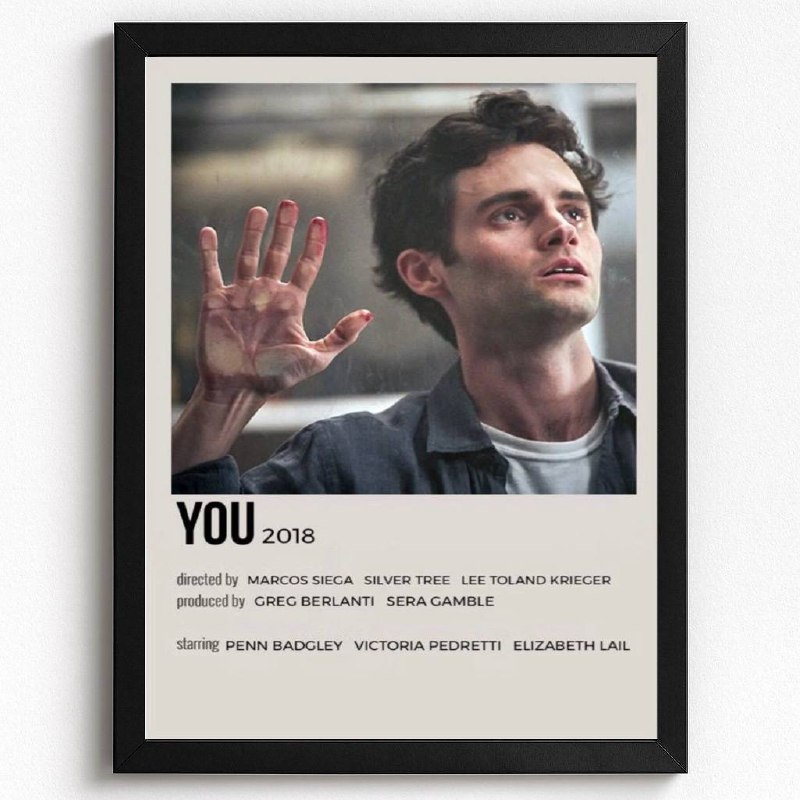 YOU 2018
directed by MARCOS SIEGA SILVER TREE LEE TOLAND KRIEGER
produced by GREG BERLANTI SERA GAMBLE
starring PENN BADGLEY VICTORIA PEDRETTI ELIZABETH LAIL